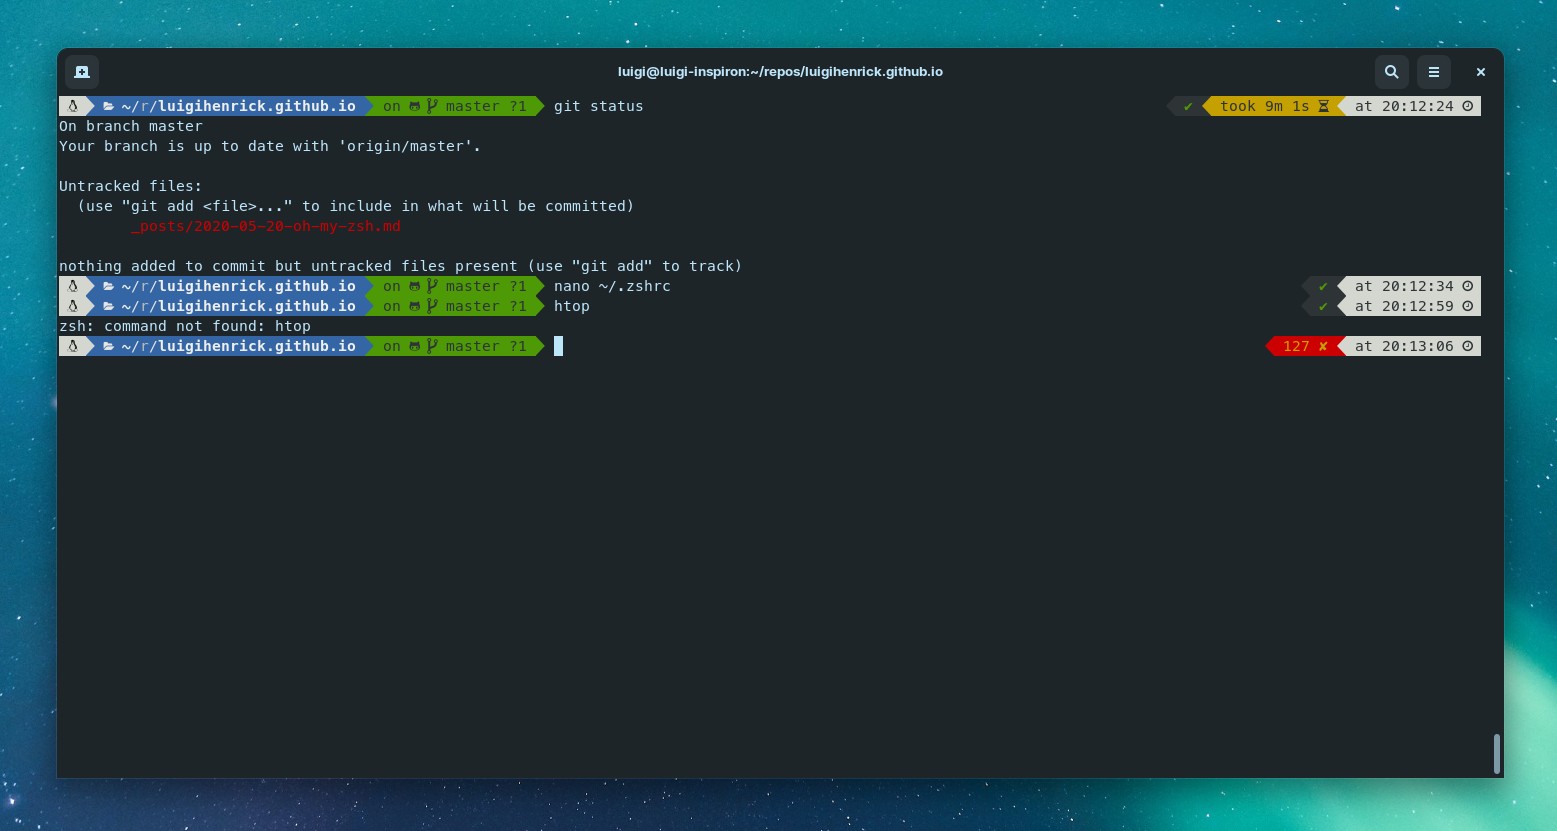 luigi@luigi-inspiron:~/repos/luigihenrick.github.io
~/r/luigihenrick.github.io on master ?1 git status ✔ took 9m 1s at 20:12:24
On branch master
Your branch is up to date with 'origin/master'.
Untracked files:
(use "git add <file>..." to include in what will be committed)
_posts/2020-05-20-oh-my-zsh.md
nothing added to commit but untracked files present (use "git add" to track)
~/r/luigihenrick.github.io on master ?1 nano ~/.zshrc ✔ at 20:12:34
~/r/luigihenrick.github.io on master ?1 htop ✔ at 20:12:59
zsh: command not found: htop
~/r/luigihenrick.github.io on master ?1 127 ✘ at 20:13:06